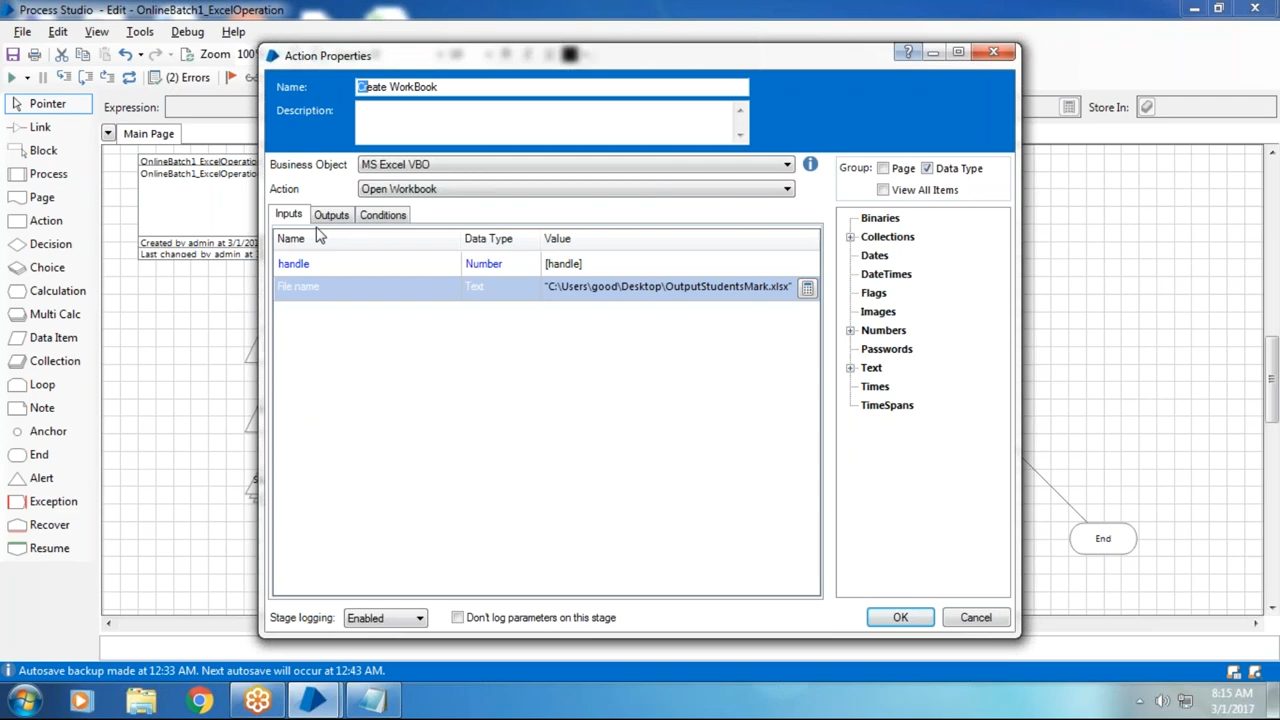 Process Studio - Edit - OnlineBatch1_ExcelOperation
File Edit View Tools Debug Help
Zoom 100
(2) Errors
Action Properties
Name: Create WorkBook
Description:
Business Object MS Excel VBO
Action Open Workbook
Inputs Outputs Conditions
Name Data Type Value
handle Number [handle]
File name Text "C:\Users\good\Desktop\OutputStudentsMark.xlsx"
Group: Page Data Type
View All Items
Binaries
Collections
Dates
DateTimes
Flags
Images
Numbers
Passwords
Text
Times
TimeSpans
Stage logging: Enabled Don't log parameters on this stage
OK Cancel
Pointer
Link
Block
Process
Page
Action
Decision
Choice
Calculation
Multi Calc
Data Item
Collection
Loop
Note
Anchor
End
Alert
Exception
Recover
Resume
Expression:
Store In:
Main Page
OnlineBatch1_ExcelOperation
OnlineBatch1_ExcelOperation
Created by admin at 3/1/201
Last changed by admin at
End
Autosave backup made at 12:33 AM. Next autosave will occur at 12:43 AM.
8:15 AM
3/1/2017